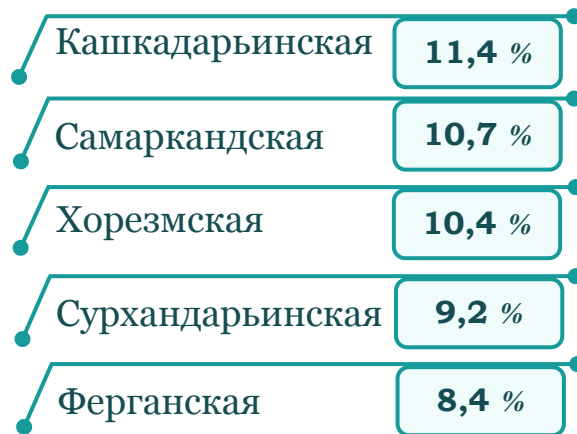 Кашкадарьинская 11,4 %
Самаркандская 10,7 %
Хорезмская 10,4 %
Сурхандарьинская 9,2 %
Ферганская 8,4 %